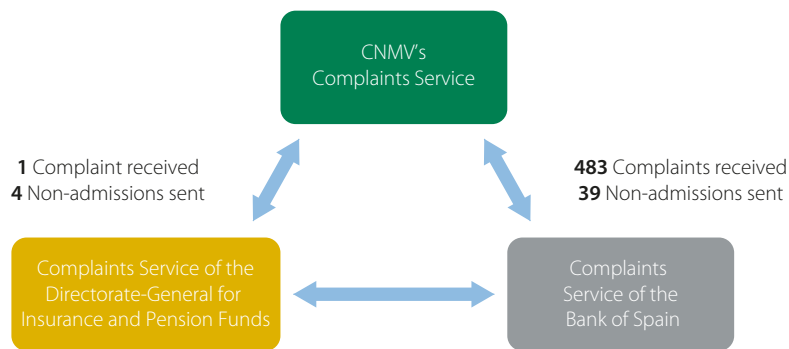 CNMV's
Complaints Service
1 Complaint received
4 Non-admissions sent
483 Complaints received
39 Non-admissions sent
Complaints Service of the
Directorate-General for
Insurance and Pension Funds
Complaints
Service of the
Bank of Spain